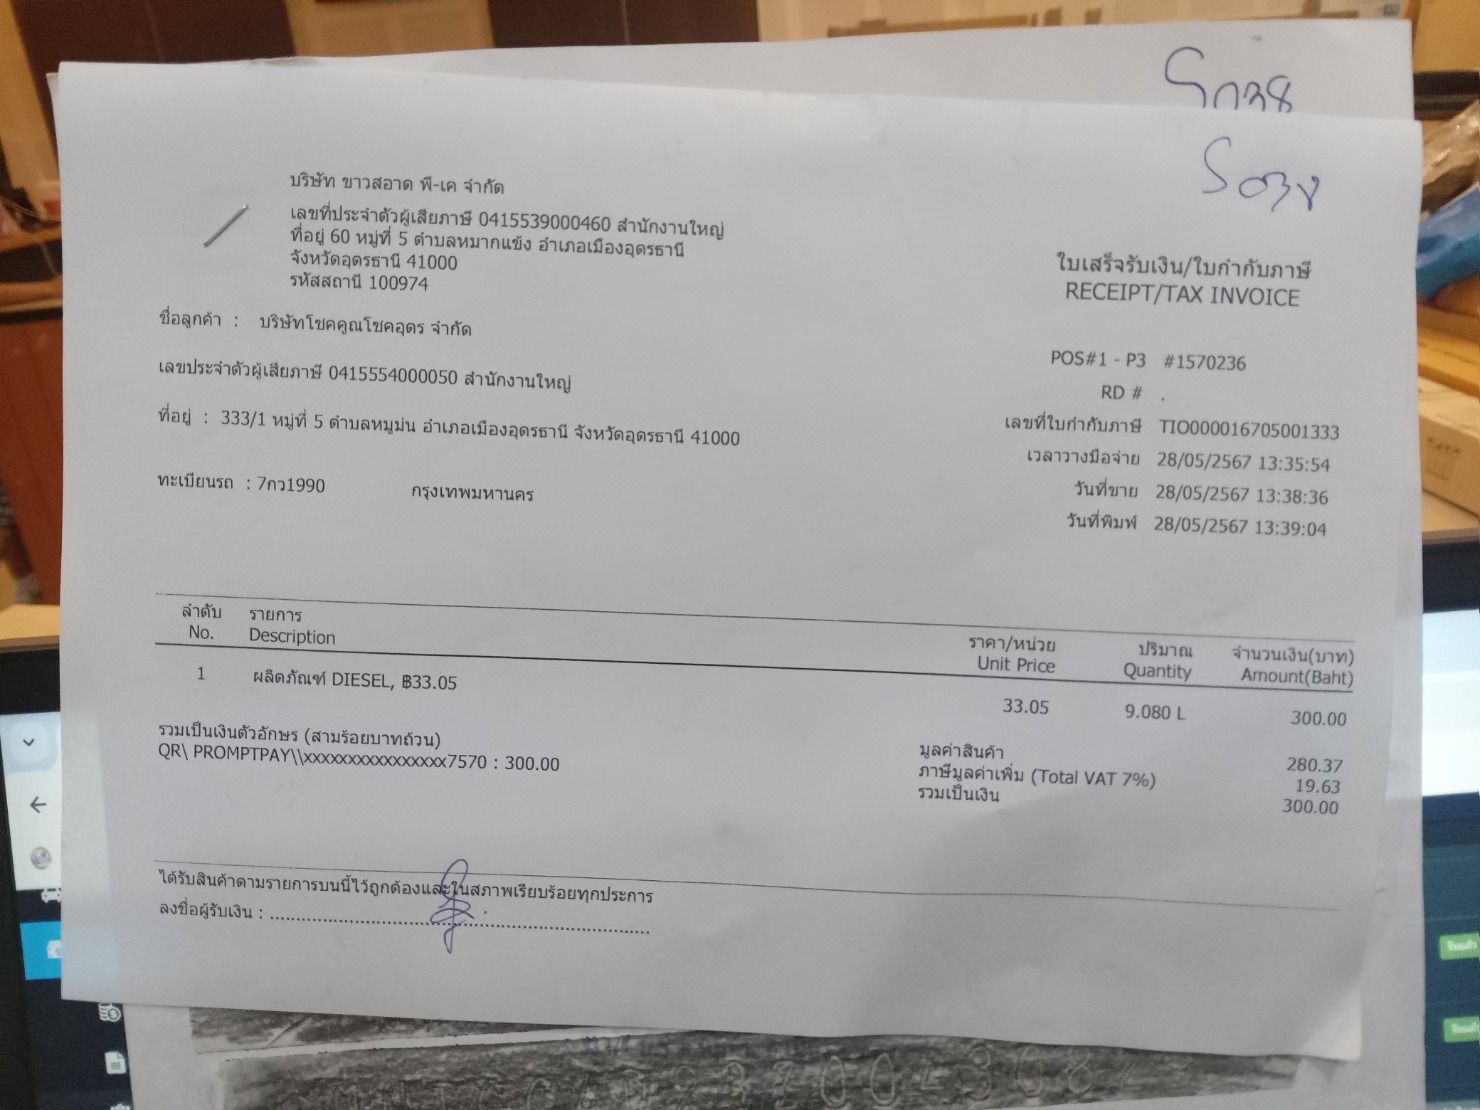 S038
S038
บริษัท ขาวสอาด พี-เค จำกัด
เลขที่ประจำตัวผู้เสียภาษี 0415539000460 สำนักงานใหญ่
ที่อยู่ 60 หมู่ที่ 5 ตำบลหมากแข้ง อำเภอเมืองอุดรธานี
จังหวัดอุดรธานี 41000
รหัสสถานี 100974
ใบเสร็จรับเงิน/ใบกำกับภาษี
RECEIPT/TAX INVOICE
ชื่อลูกค้า : บริษัทโชคคูณโชคอุดร จำกัด
เลขประจำตัวผู้เสียภาษี 0415554000050 สำนักงานใหญ่
ที่อยู่ : 333/1 หมู่ที่ 5 ตำบลหมูม่น อำเภอเมืองอุดรธานี จังหวัดอุดรธานี 41000
ทะเบียนรถ : 7กว1990 กรุงเทพมหานคร
POS#1 - P3 #1570236
RD # .
เลขที่ใบกำกับภาษี TIO000016705001333
เวลาวางมือจ่าย 28/05/2567 13:35:54
วันที่ขาย 28/05/2567 13:38:36
วันที่พิมพ์ 28/05/2567 13:39:04
ลำดับ รายการ ราคา/หน่วย ปริมาณ จำนวนเงิน(บาท)
No. Description Unit Price Quantity Amount(Baht)
1 ผลิตภัณฑ์ DIESEL, ฿33.05 33.05 9.080 L 300.00
รวมเป็นเงินตัวอักษร (สามร้อยบาทถ้วน)
QR\ PROMPTPAY\\xxxxxxxxxxxxxxxx7570 : 300.00
มูลค่าสินค้า 280.37
ภาษีมูลค่าเพิ่ม (Total VAT 7%) 19.63
รวมเป็นเงิน 300.00
ได้รับสินค้าตามรายการบนนี้ไว้ถูกต้องและในสภาพเรียบร้อยทุกประการ
ลงชื่อผู้รับเงิน : ......................................................................